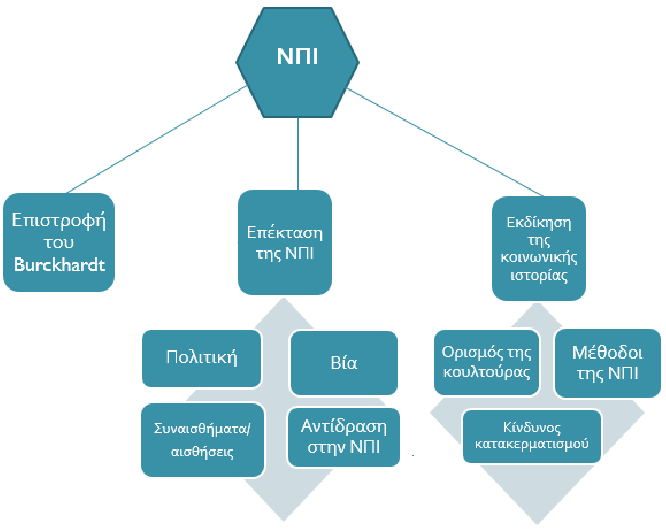 ΝΠΙ
Επιστροφή
του
Burckhardt
Επέκταση
της ΝΠΙ
Εκδίκηση
της
κοινωνικής
ιστορίας
Πολιτική
Βία
Συναισθήματα/
αισθήσεις
Αντίδραση
στην ΝΠΙ
Ορισμός της
κουλτούρας
Μέθοδοι
της ΝΠΙ
Κίνδυνος
κατακερματισμού